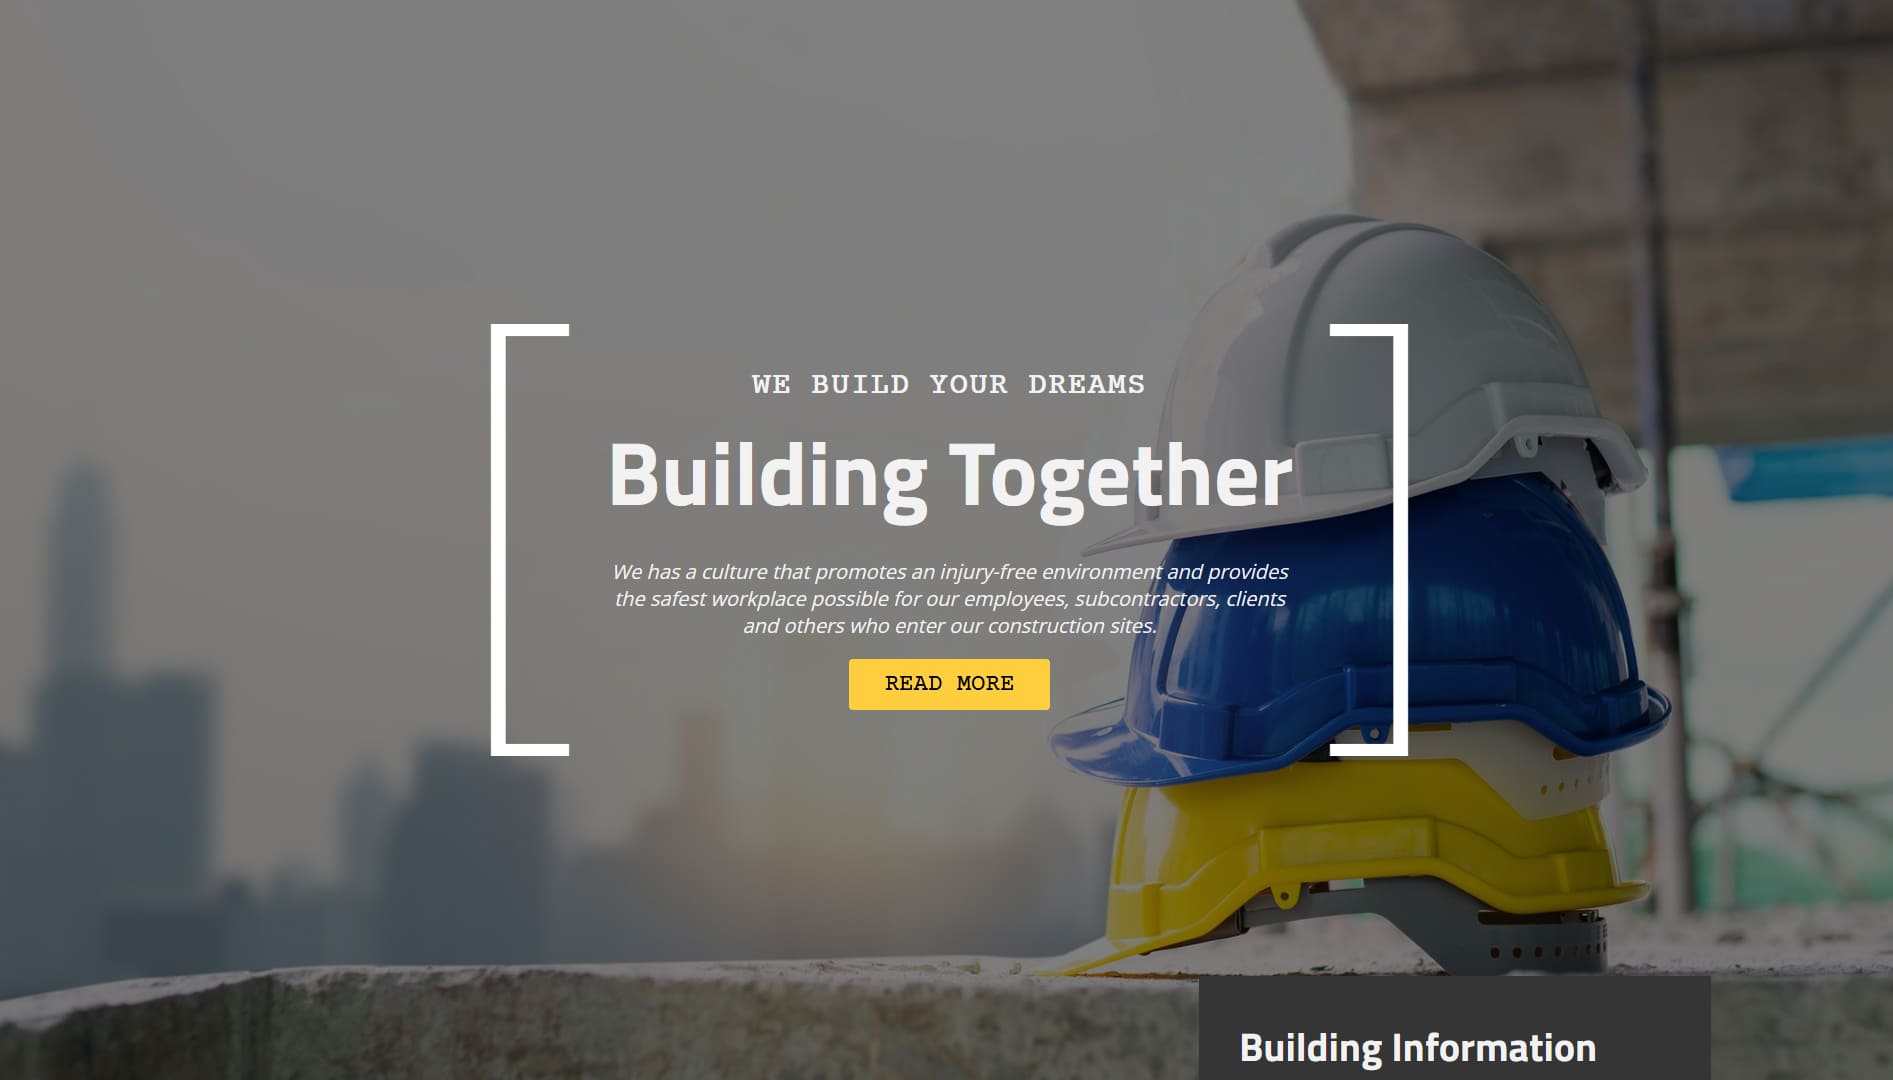 WE BUILD YOUR DREAMS
Building Together
We has a culture that promotes an injury-free environment and provides
the safest workplace possible for our employees, subcontractors, clients
and others who enter our construction sites.
READ MORE
Building Information